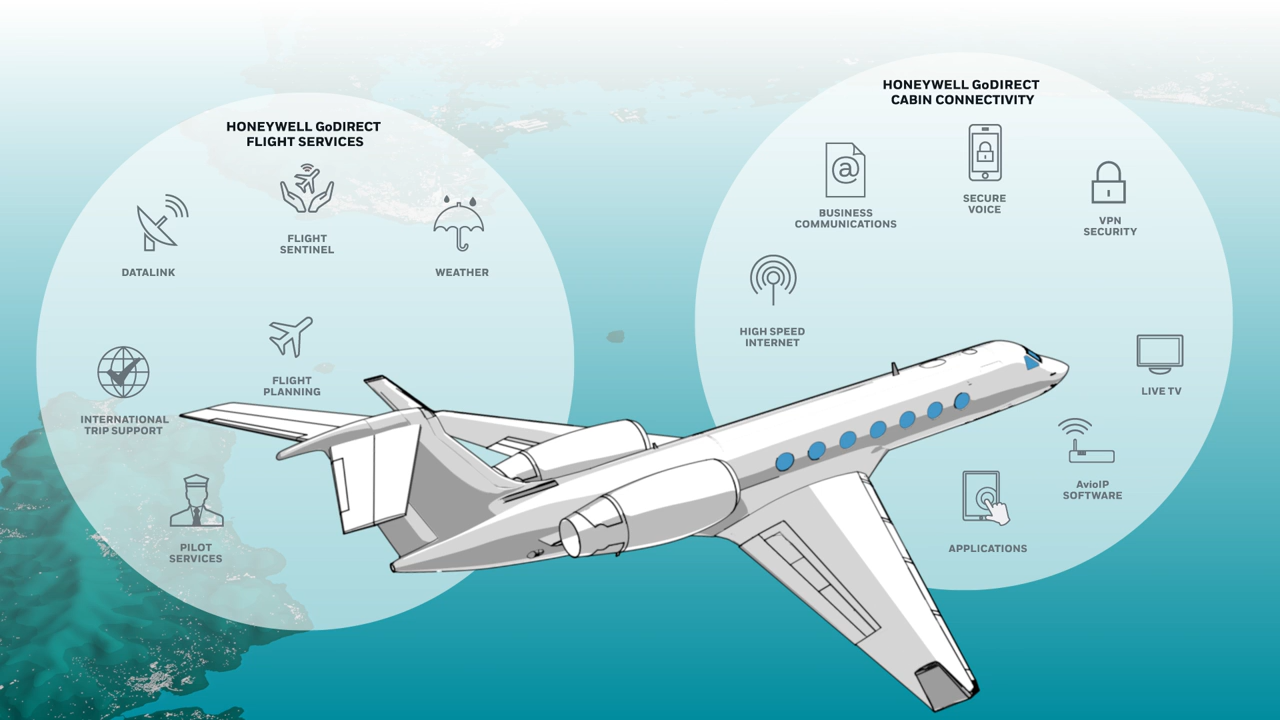 HONEYWELL GoDIRECT
FLIGHT SERVICES
DATALINK
FLIGHT
SENTINEL
WEATHER
INTERNATIONAL
TRIP SUPPORT
FLIGHT
PLANNING
PILOT
SERVICES
HONEYWELL GoDIRECT
CABIN CONNECTIVITY
BUSINESS
COMMUNICATIONS
@
SECURE
VOICE
VPN
SECURITY
HIGH SPEED
INTERNET
LIVE TV
AvioIP
SOFTWARE
APPLICATIONS